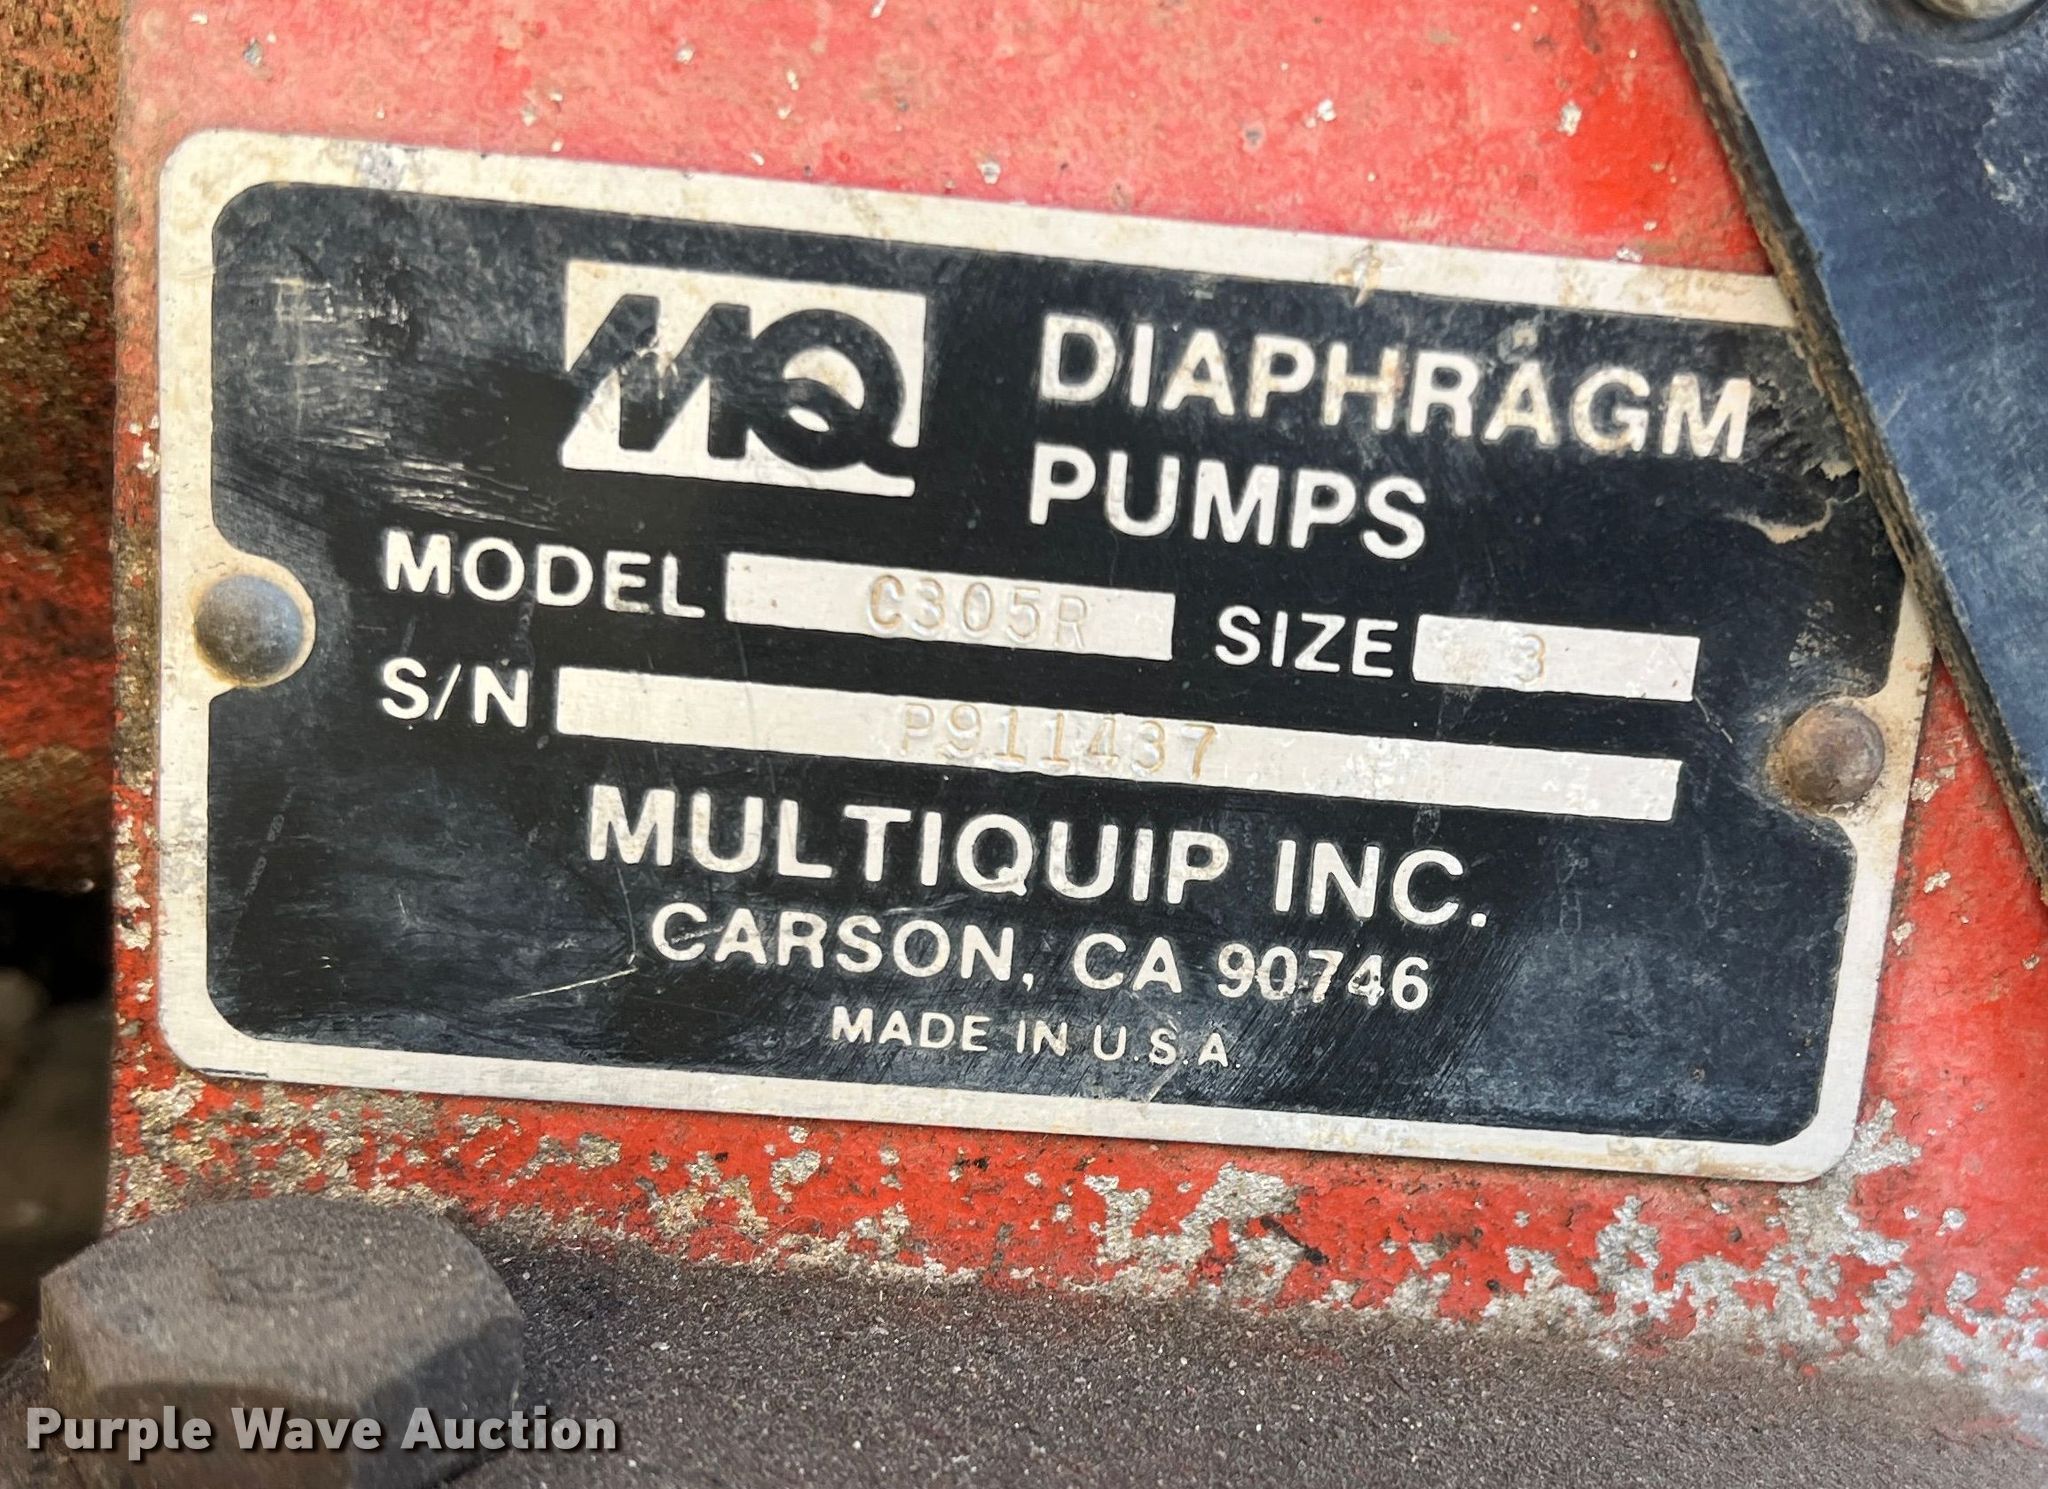 MQ DIAPHRAGM
PUMPS
MODEL C305R SIZE 3
S/N P911437
MULTIQUIP INC.
CARSON, CA 90746
MADE IN U.S.A.
Purple Wave Auction